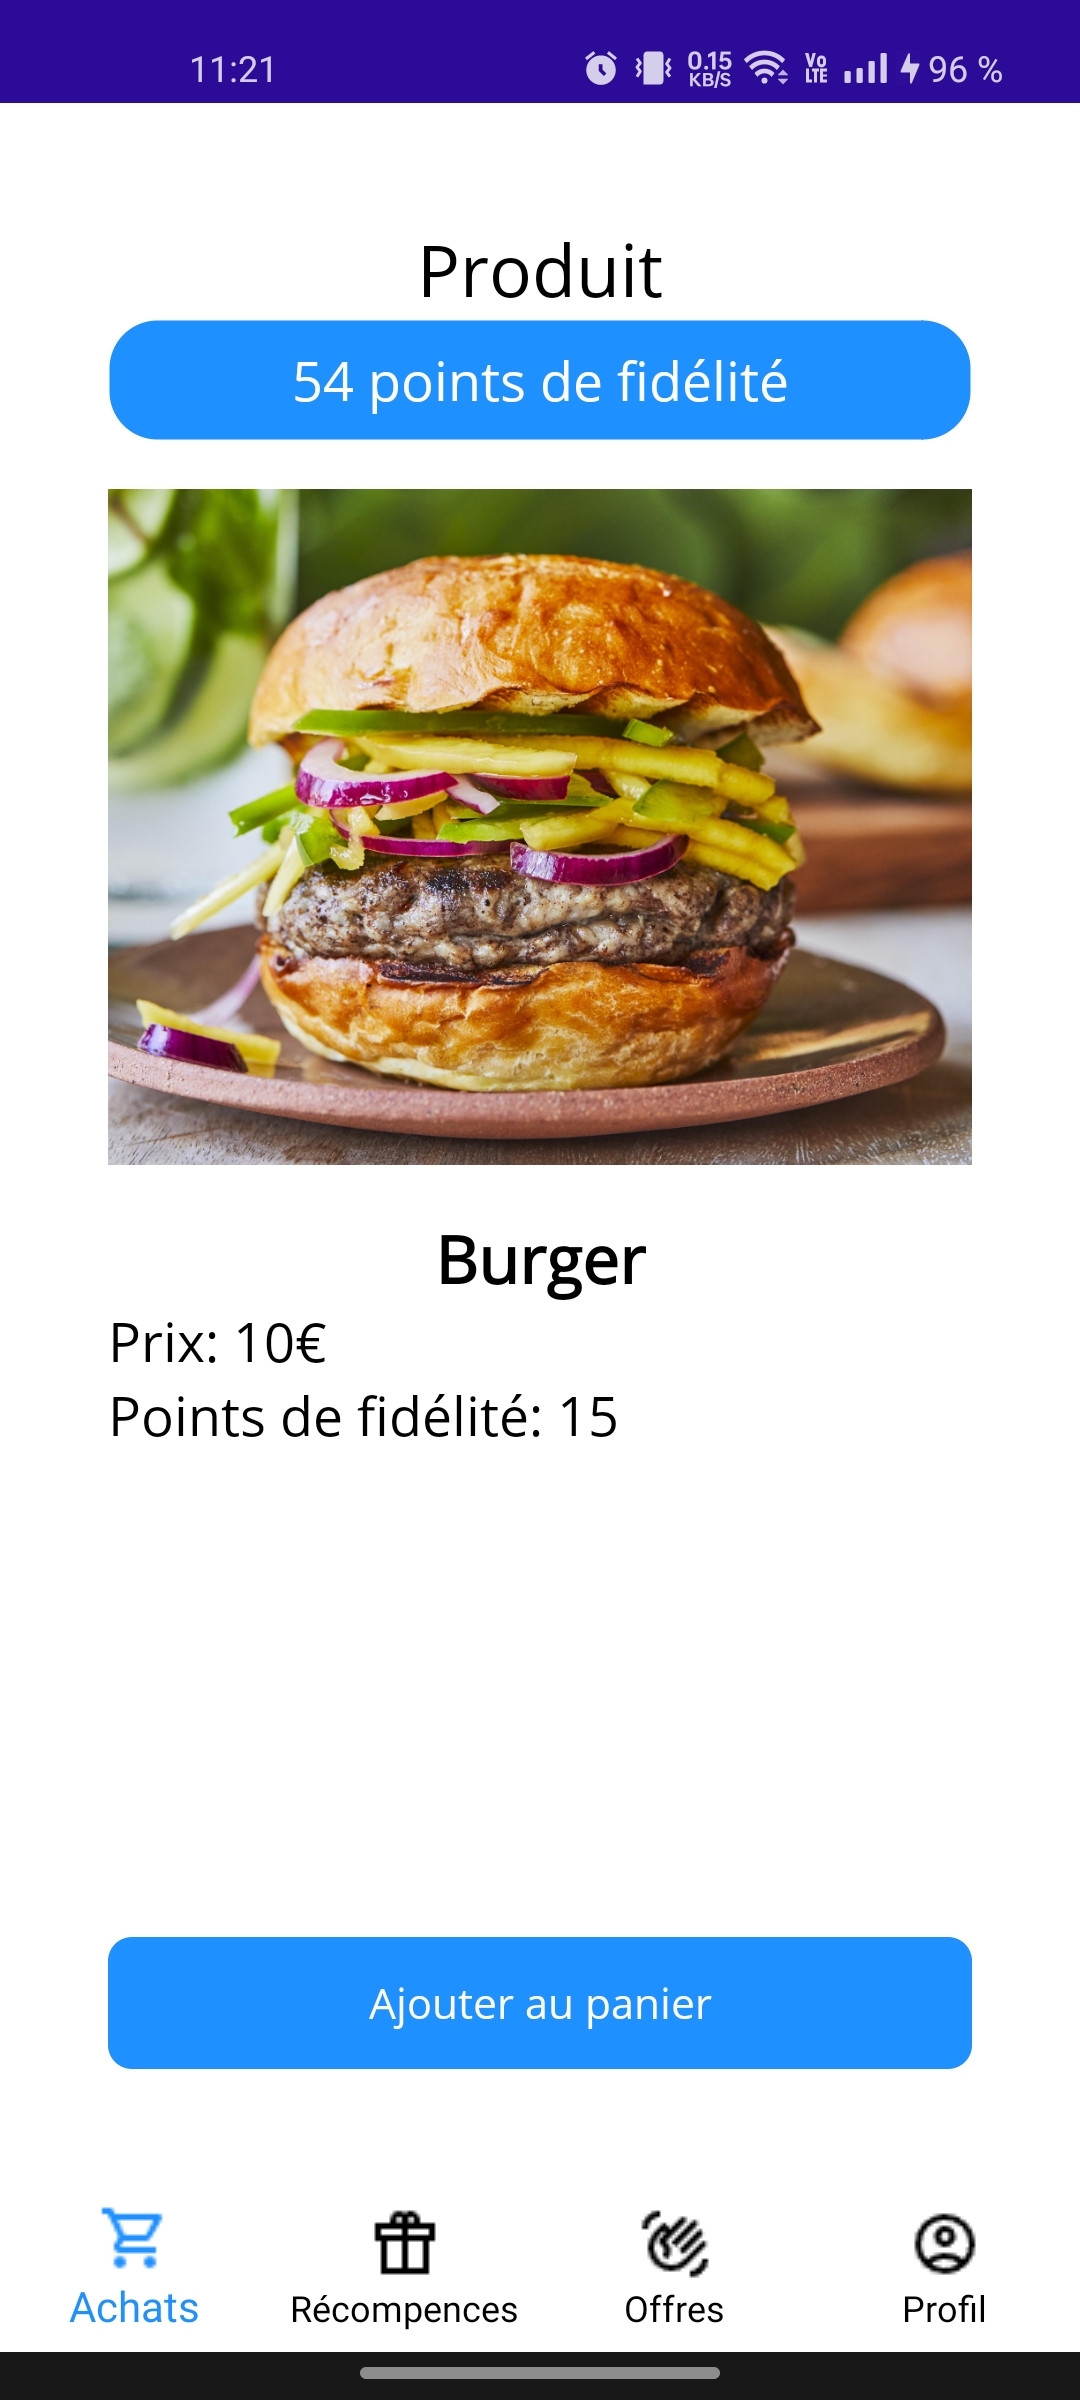 11:21
0.15
KB/S
Vo
LTE
96 %
Produit
54 points de fidélité
Burger
Prix: 10€
Points de fidélité: 15
Ajouter au panier
Achats
Récompences
Offres
Profil